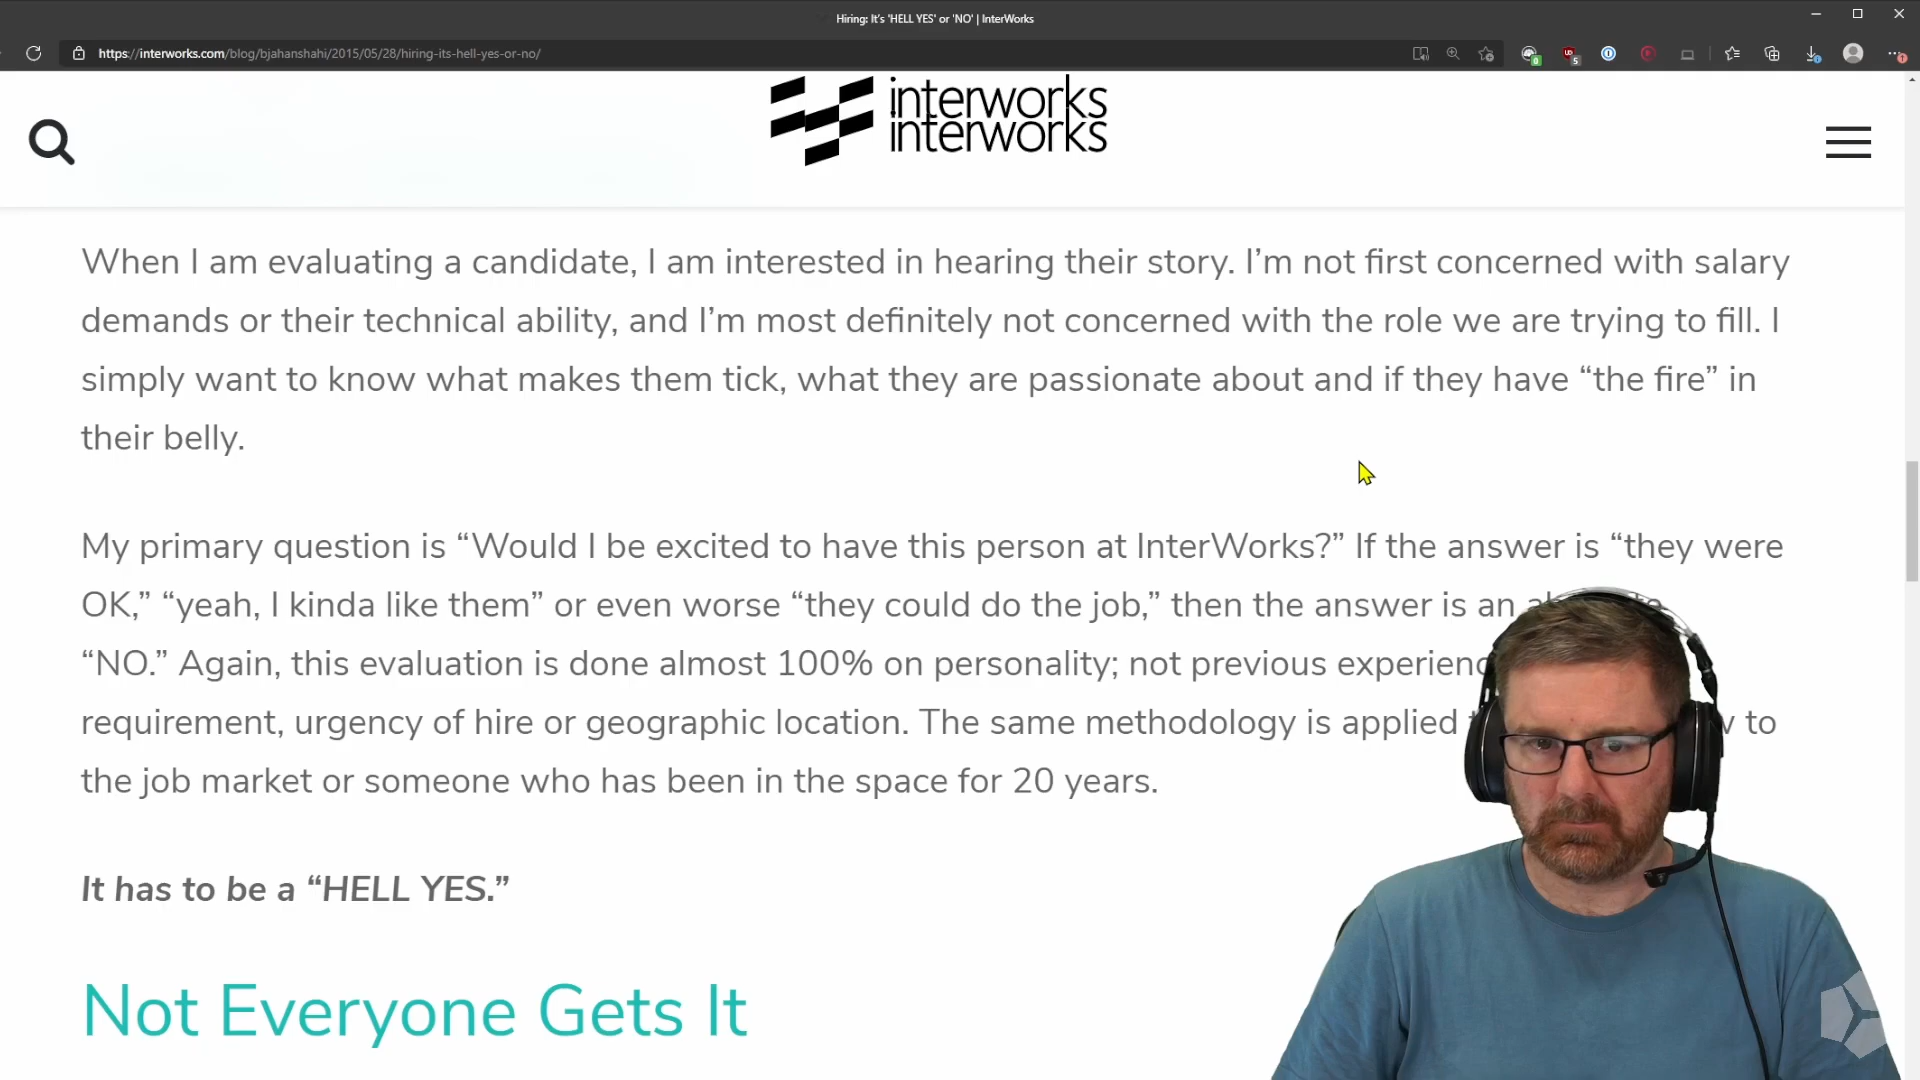 Hiring: It's 'HELL YES' or 'NO' | InterWorks
https://interworks.com/blog/bjahanshahi/2015/05/28/hiring-its-hell-yes-or-no/
interworks
interworks
When I am evaluating a candidate, I am interested in hearing their story. I’m not first concerned with salary
demands or their technical ability, and I’m most definitely not concerned with the role we are trying to fill. I
simply want to know what makes them tick, what they are passionate about and if they have “the fire” in
their belly.
My primary question is “Would I be excited to have this person at InterWorks?” If the answer is “they were
OK,” “yeah, I kinda like them” or even worse “they could do the job,” then the answer is an
“NO.” Again, this evaluation is done almost 100% on personality; not previous
requirement, urgency of hire or geographic location. The same methodology is applied to
the job market or someone who has been in the space for 20 years.
It has to be a “HELL YES.”
Not Everyone Gets It